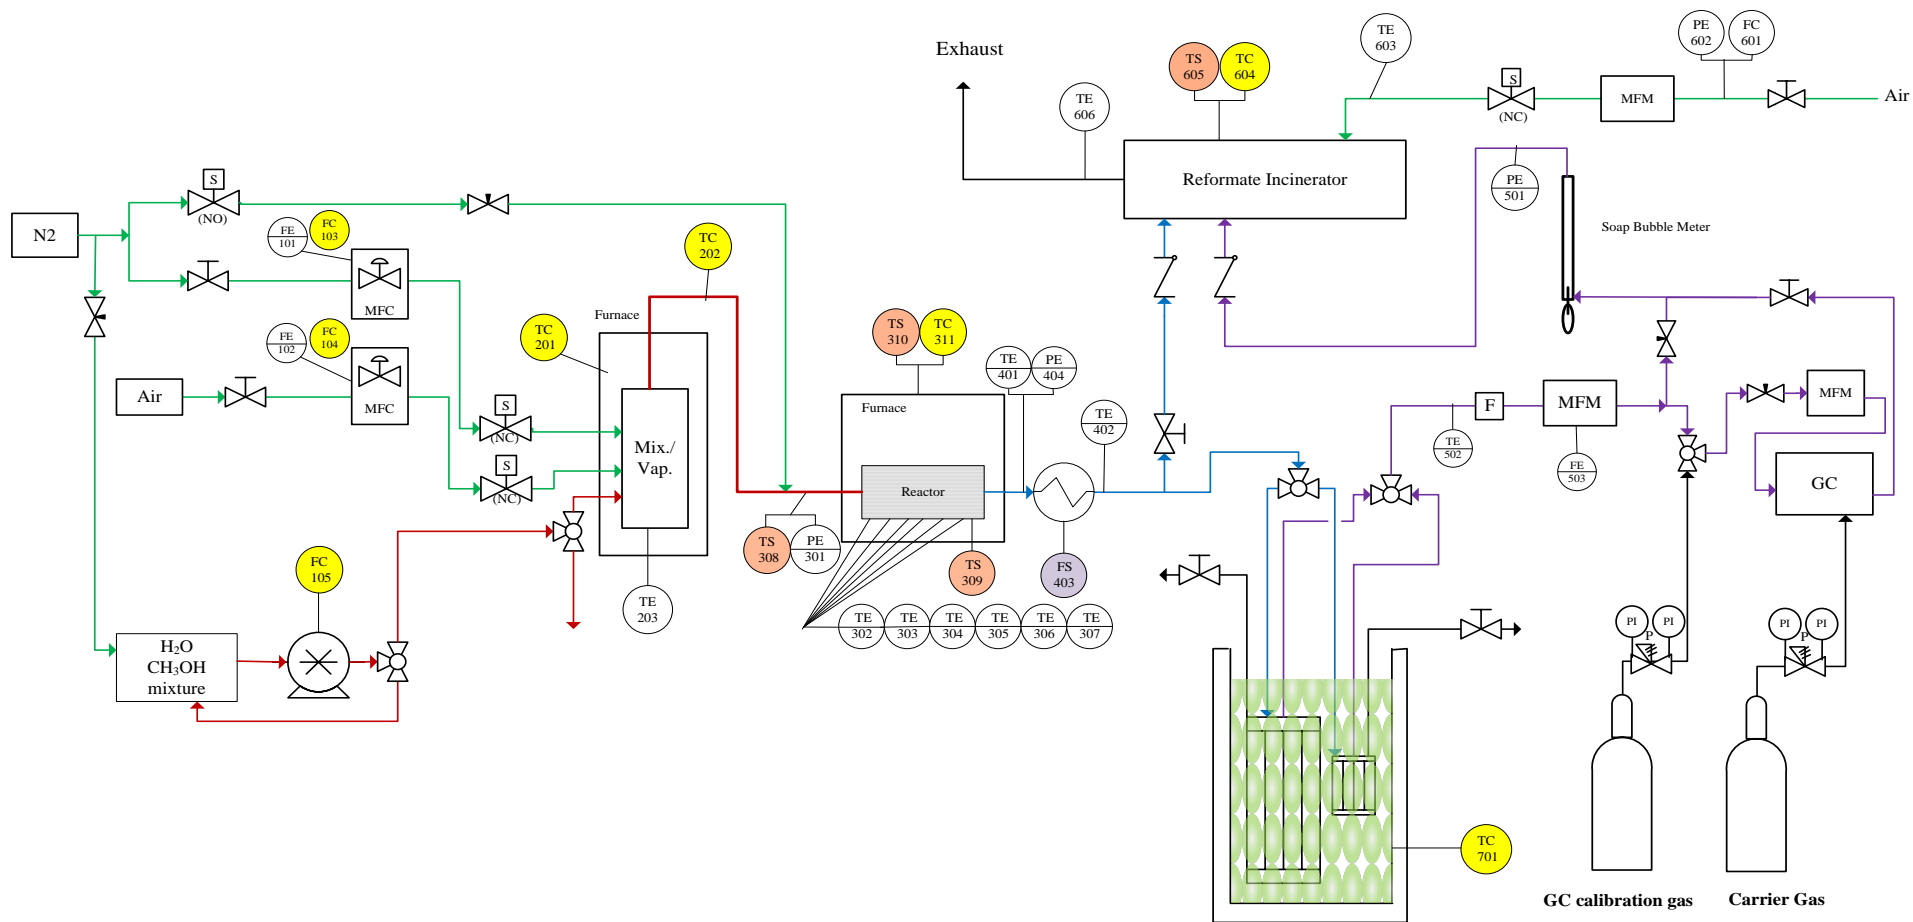 Exhaust
TS
605
TC
604
TE
603
PE
602
FC
601
S
(NC)
MFM
Air
TE
606
Reformate Incinerator
PE
501
Soap Bubble Meter
S
(NO)
N2
FE
101
FC
103
MFC
TC
202
Furnace
TC
201
FE
102
FC
104
MFC
Air
S
(NC)
S
(NC)
Mix./
Vap.
TE
203
TS
310
TC
311
Furnace
Reactor
TE
401
PE
404
TE
402
TS
308
PE
301
TS
309
FS
403
TE
302
TE
303
TE
304
TE
305
TE
306
TE
307
FC
105
H₂O
CH₃OH
mixture
TE
502
F
MFM
FE
503
MFM
GC
PI
P
PI
PI
P
PI
TC
701
GC calibration gas
Carrier Gas